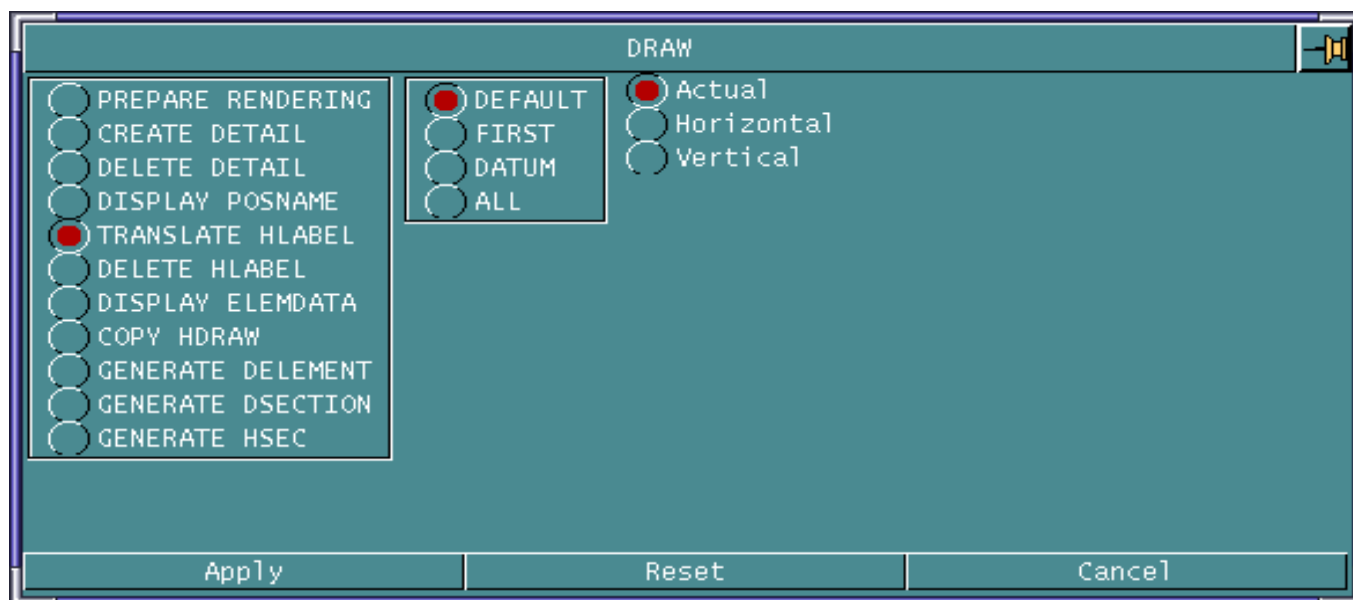 DRAW
PREPARE RENDERING
CREATE DETAIL
DELETE DETAIL
DISPLAY POSNAME
TRANSLATE HLABEL
DELETE HLABEL
DISPLAY ELEMDATA
COPY HDRAW
GENERATE DELEMENT
GENERATE DSECTION
GENERATE HSEC
DEFAULT
FIRST
DATUM
ALL
Actual
Horizontal
Vertical
Apply Reset Cancel